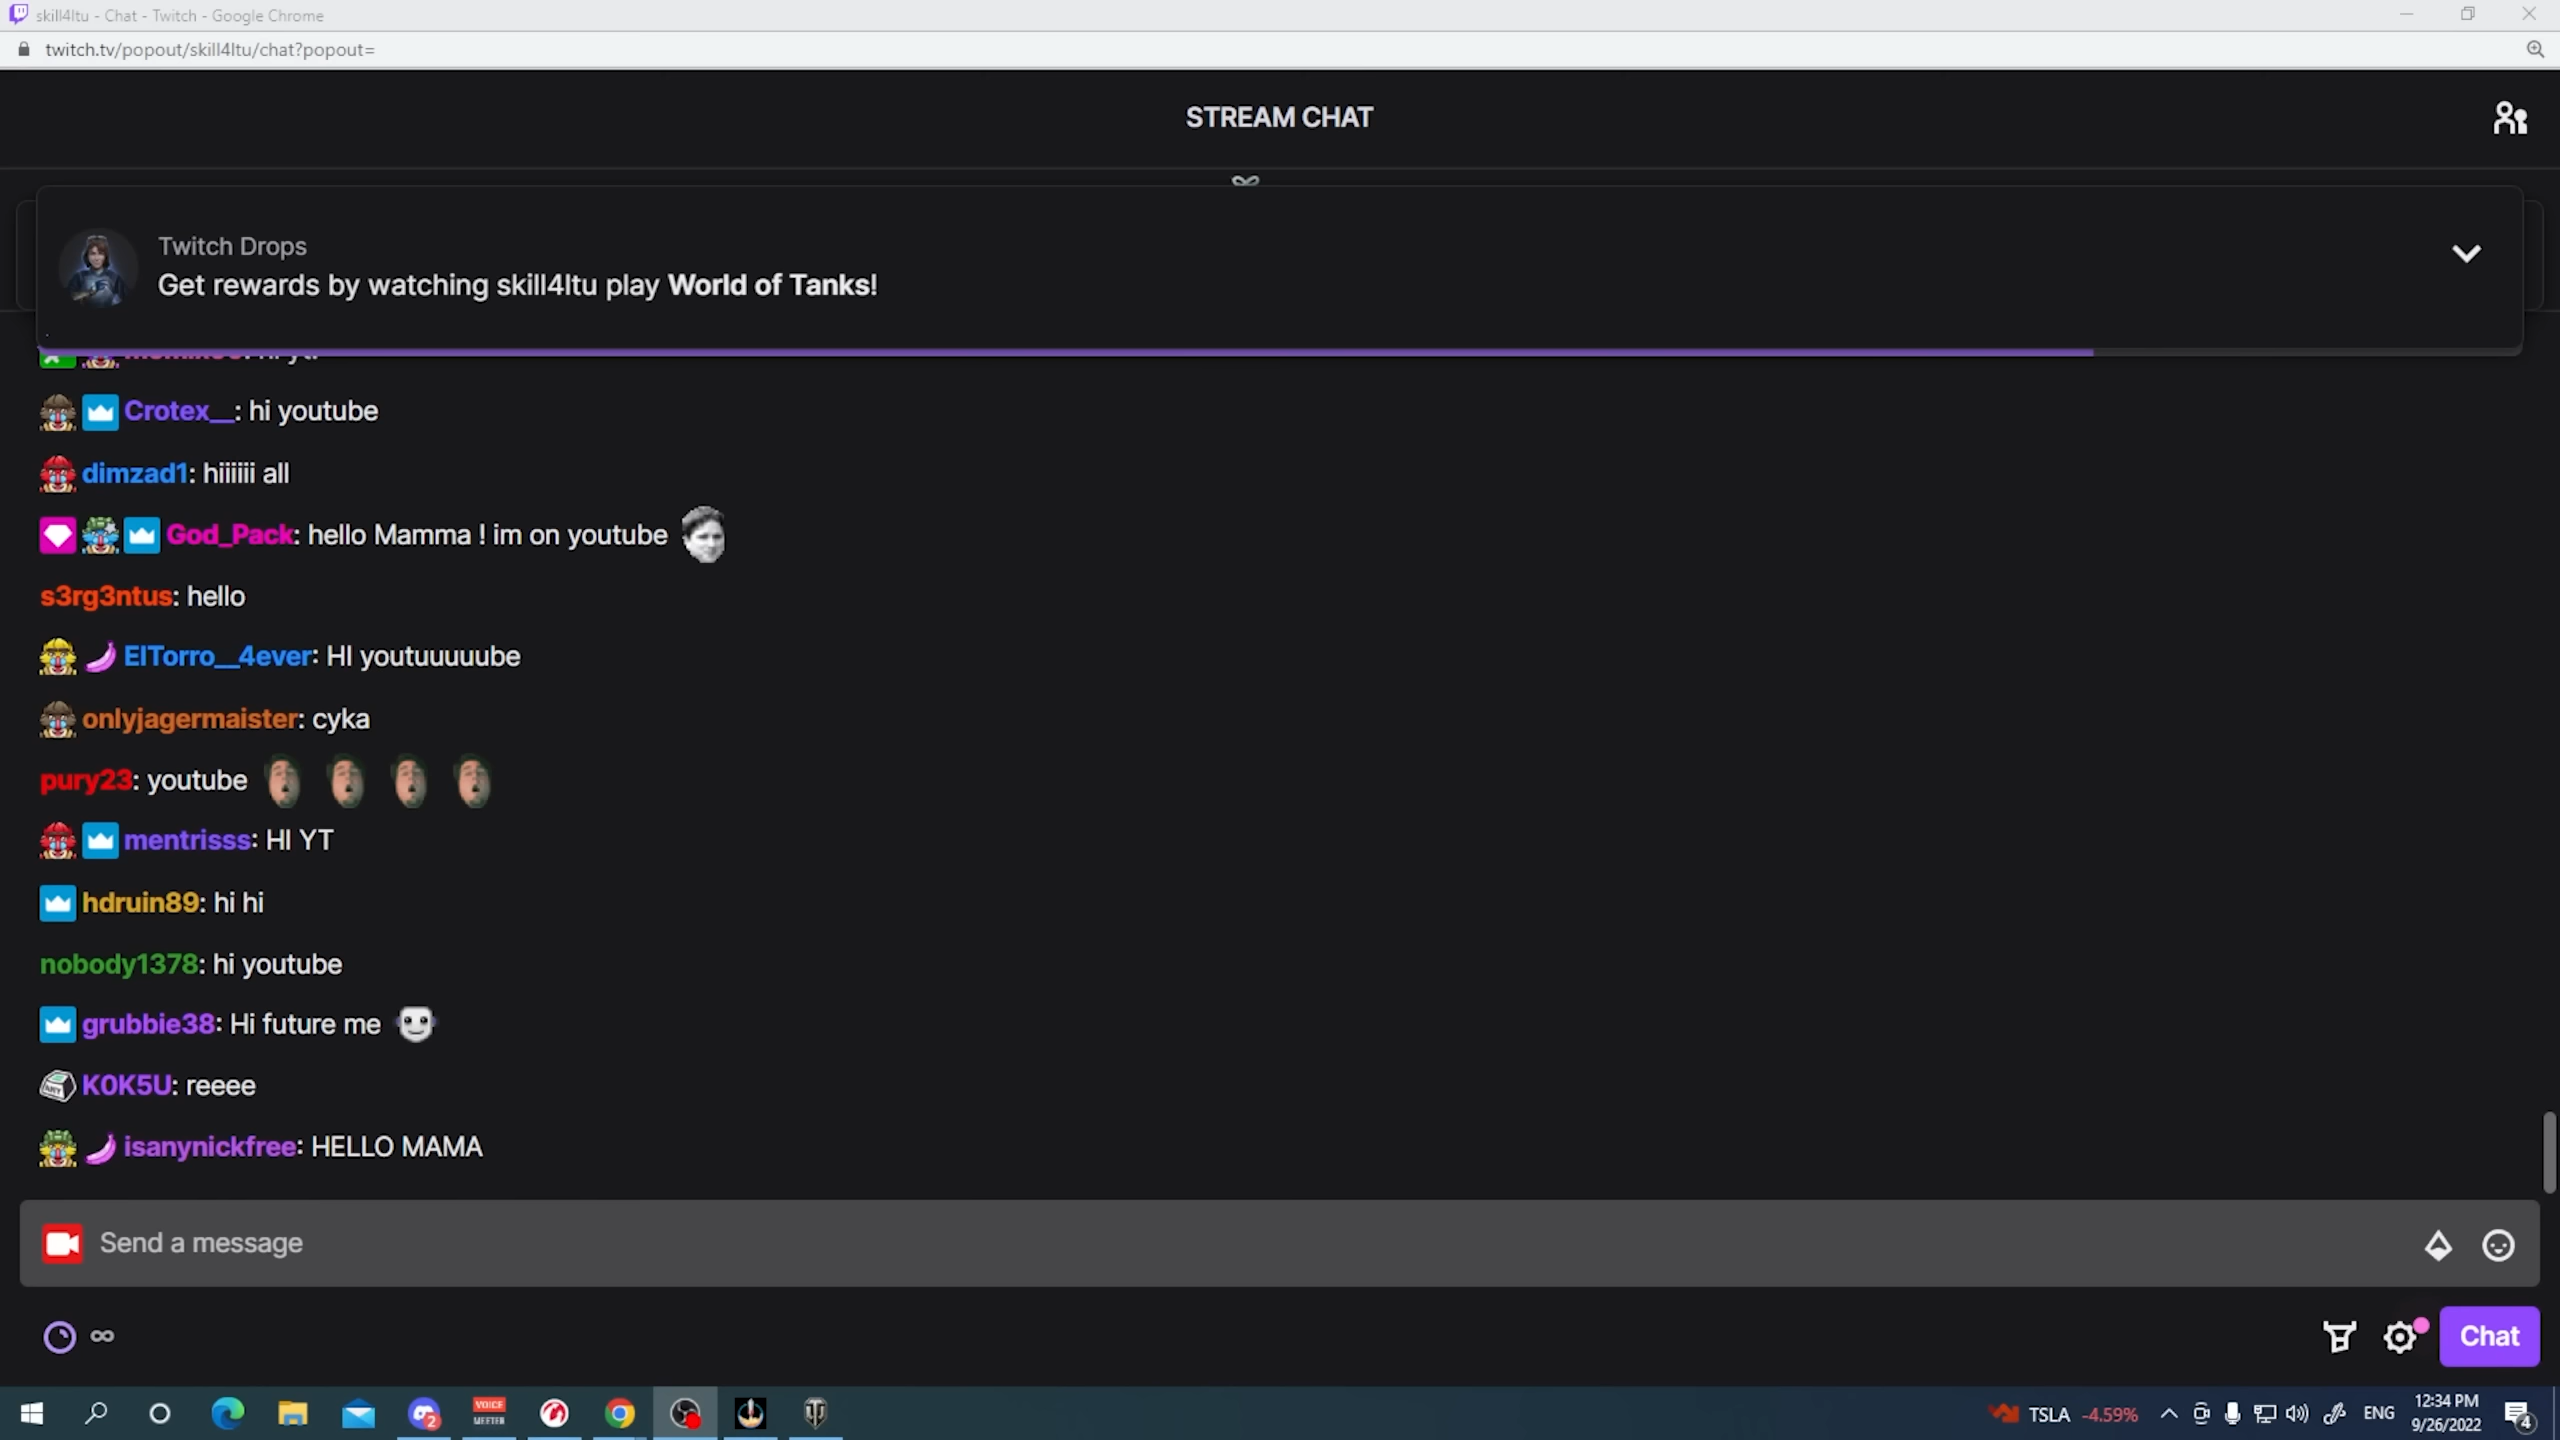 skill4ltu - Chat - Twitch - Google Chrome
twitch.tv/popout/skill4ltu/chat?popout=
STREAM CHAT
Twitch Drops
Get rewards by watching skill4ltu play World of Tanks!
Crotex__: hi youtube
dimzad1: hiiiiii all
God_Pack: hello Mamma ! im on youtube
s3rg3ntus: hello
ElTorro__4ever: HI youtuuuuube
onlyjagermaister: cyka
pury23: youtube
mentrisss: HI YT
hdruin89: hi hi
nobody1378: hi youtube
grubbie38: Hi future me
K0K5U: reeee
isanynickfree: HELLO MAMA
Send a message
Chat
2
VOICE
MEETER
TSLA -4.59%
ENG
12:34 PM
9/26/2022
4